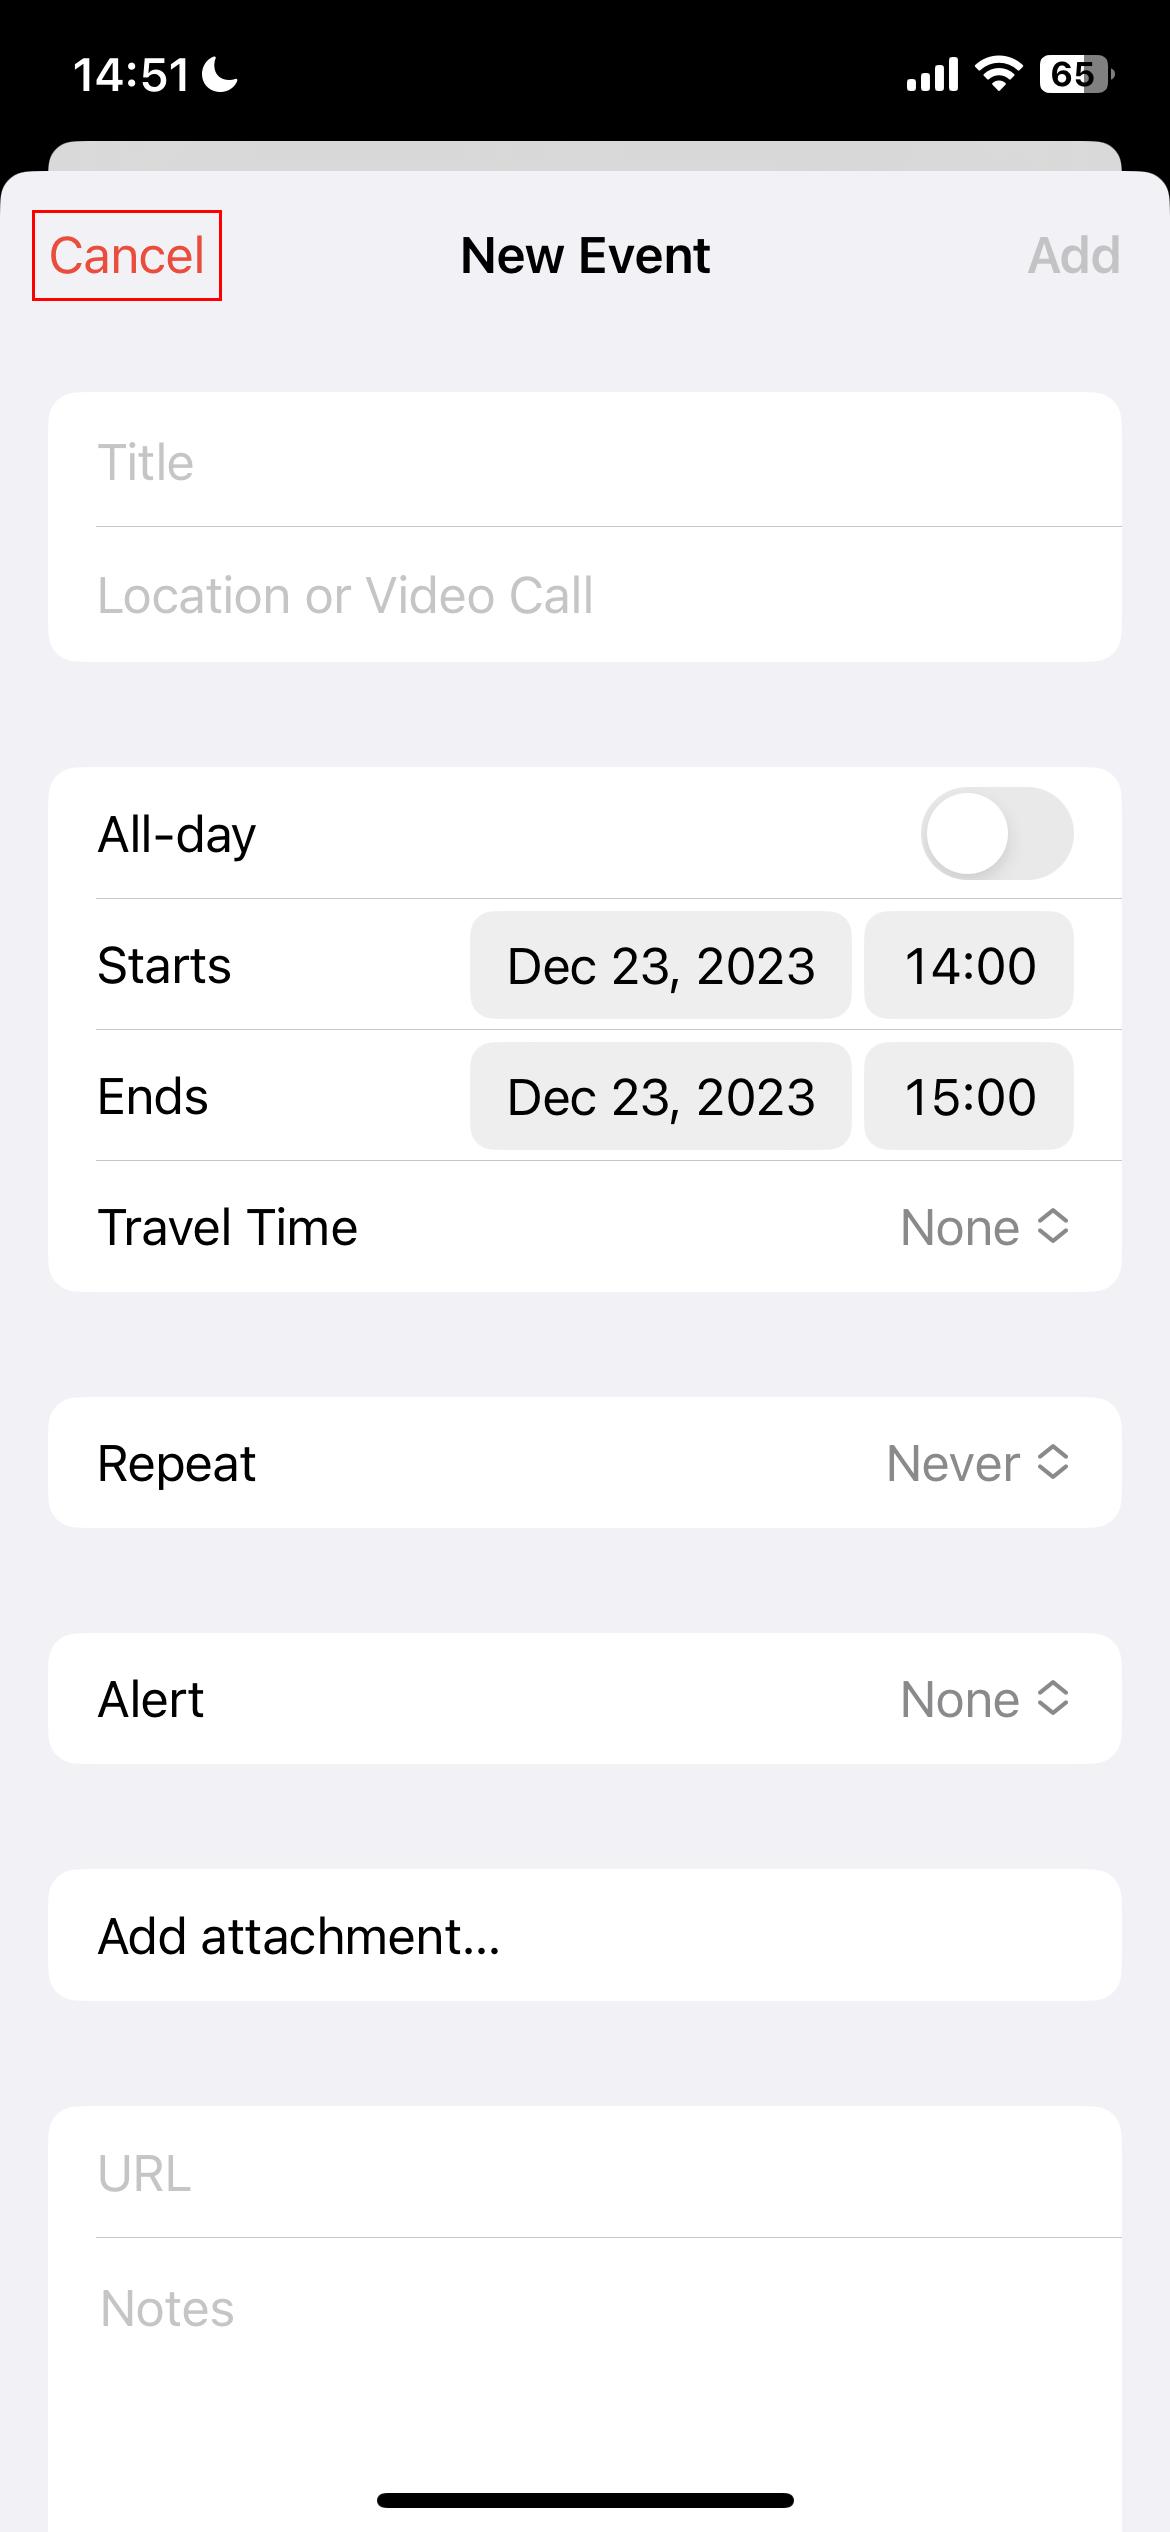 14:51 65
Cancel New Event Add
Title
Location or Video Call
All-day
Starts Dec 23, 2023 14:00
Ends Dec 23, 2023 15:00
Travel Time None
Repeat Never
Alert None
Add attachment...
URL
Notes